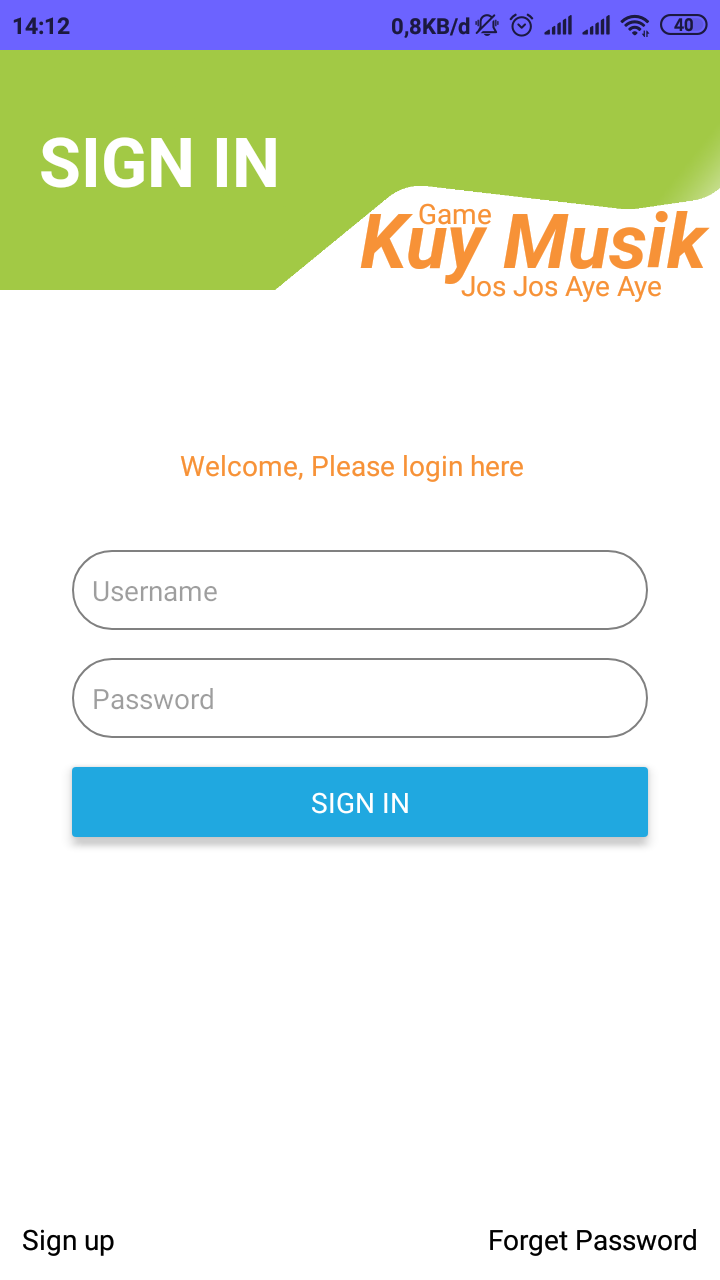 14:12 0,8KB/d 40
SIGN IN
Game
Kuy Musik
Jos Jos Aye Aye
Welcome, Please login here
Username
Password
SIGN IN
Sign up Forget Password